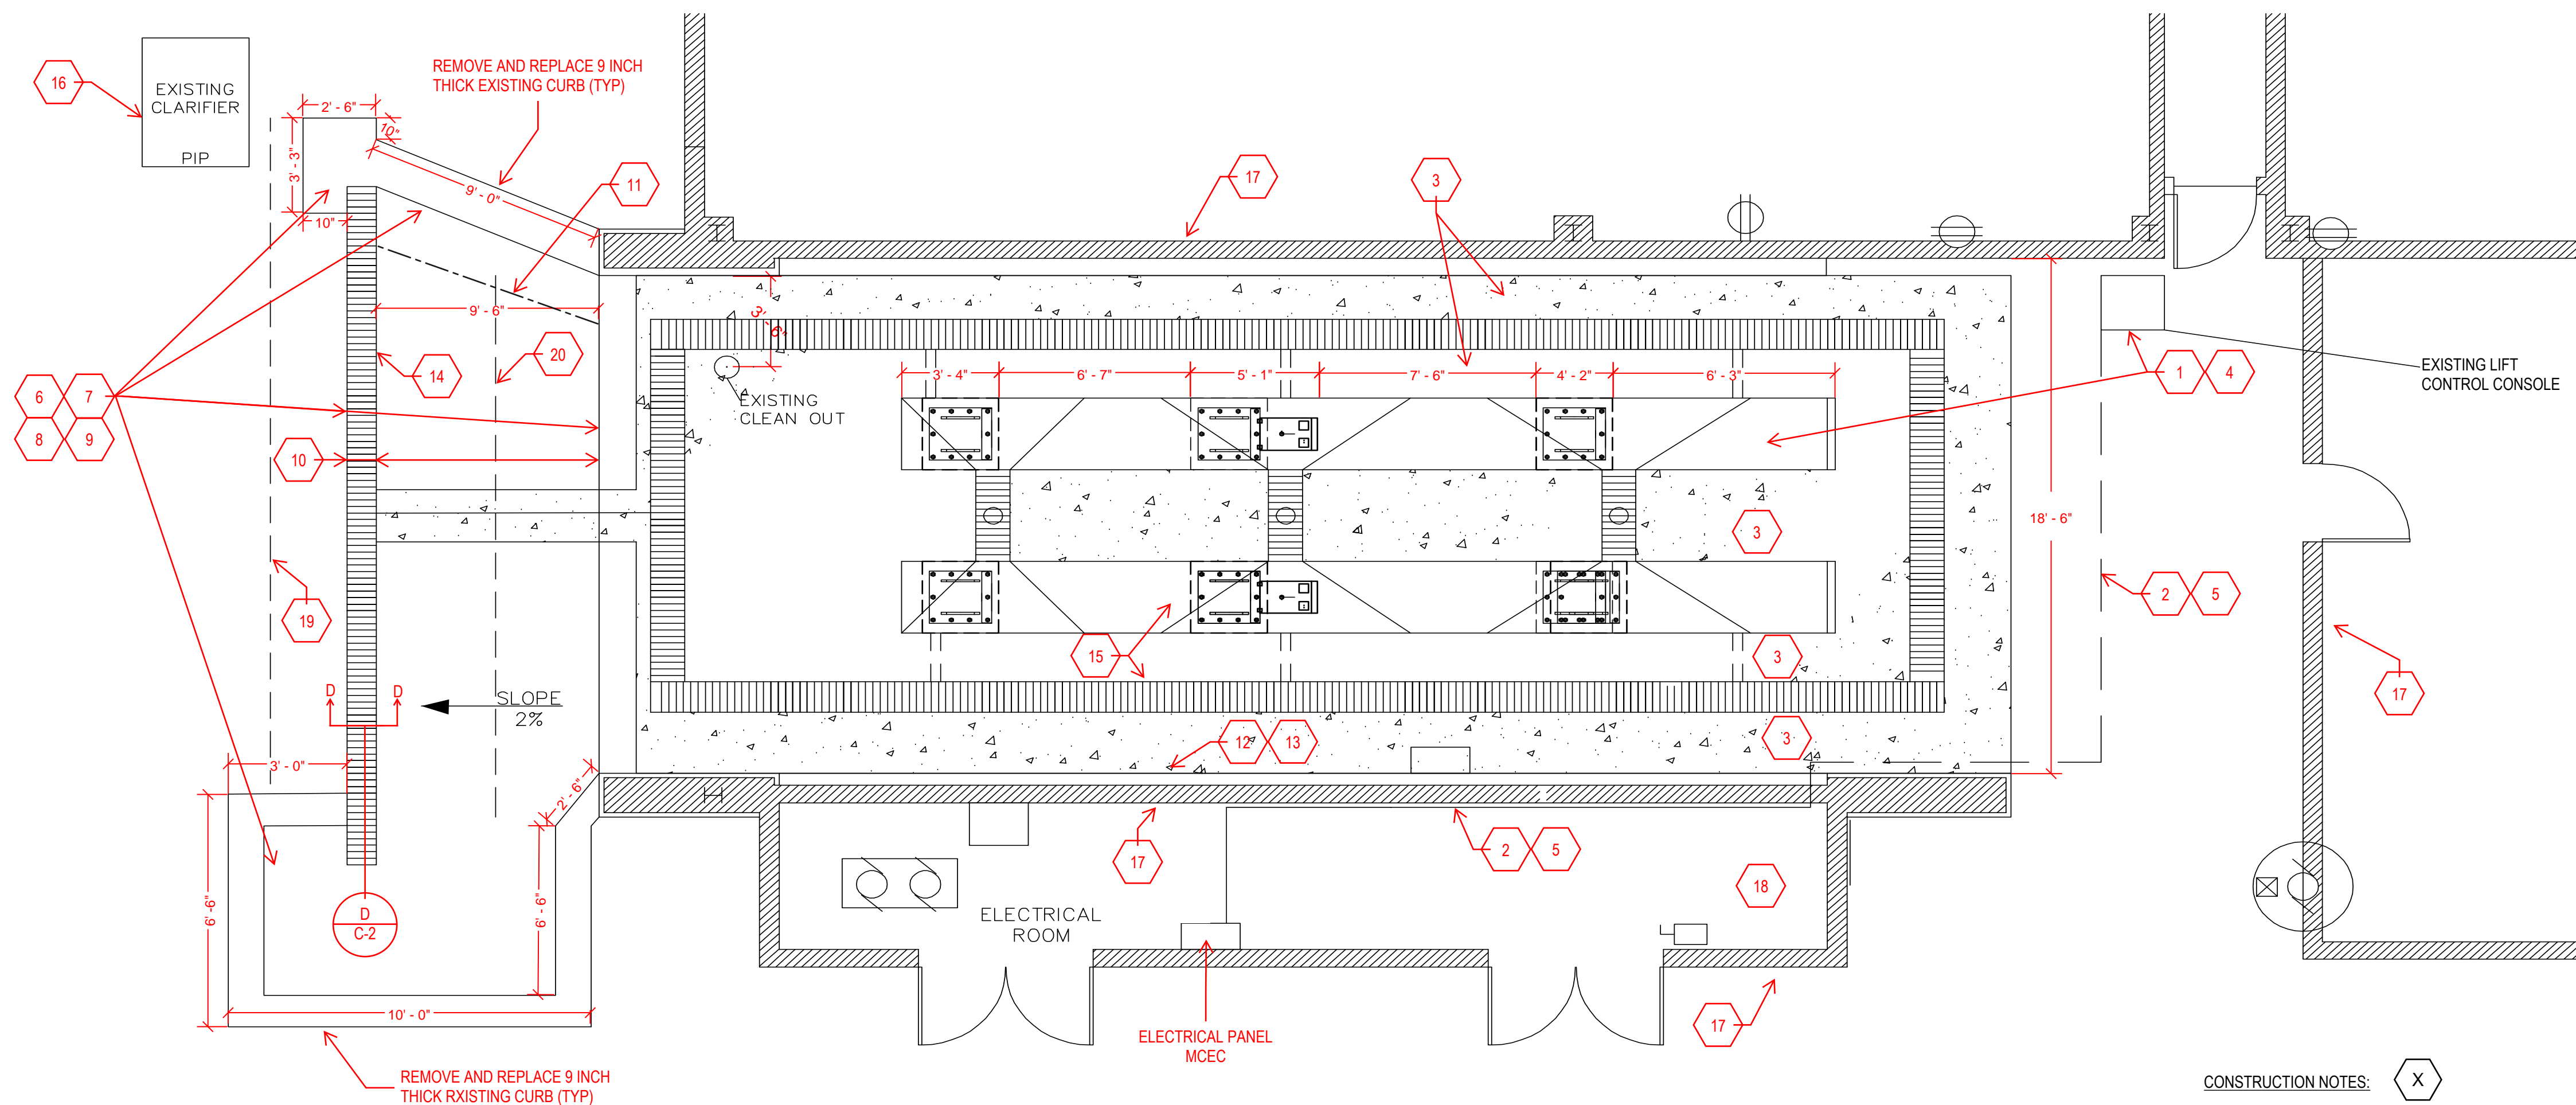 16
EXISTING
CLARIFIER
PIP
REMOVE AND REPLACE 9 INCH
THICK EXISTING CURB (TYP)
2' - 6"
10"
3' - 3"
9' - 0"
11
10"
9' - 6"
17
3
3' - 6"
14
20
6
7
8
9
10
EXISTING
CLEAN OUT
3' - 4"
6' - 7"
5' - 1"
7' - 6"
4' - 2"
6' - 3"
1
4
EXISTING LIFT
CONTROL CONSOLE
18' - 6"
3
2
5
19
15
3
17
D
D
SLOPE
2%
12
13
3
3' - 0"
2' - 6"
6' -6"
6' - 6"
D
C-2
10' - 0"
17
2
5
18
ELECTRICAL
ROOM
ELECTRICAL PANEL
MCEC
17
REMOVE AND REPLACE 9 INCH
THICK RXISTING CURB (TYP)
CONSTRUCTION NOTES:
X